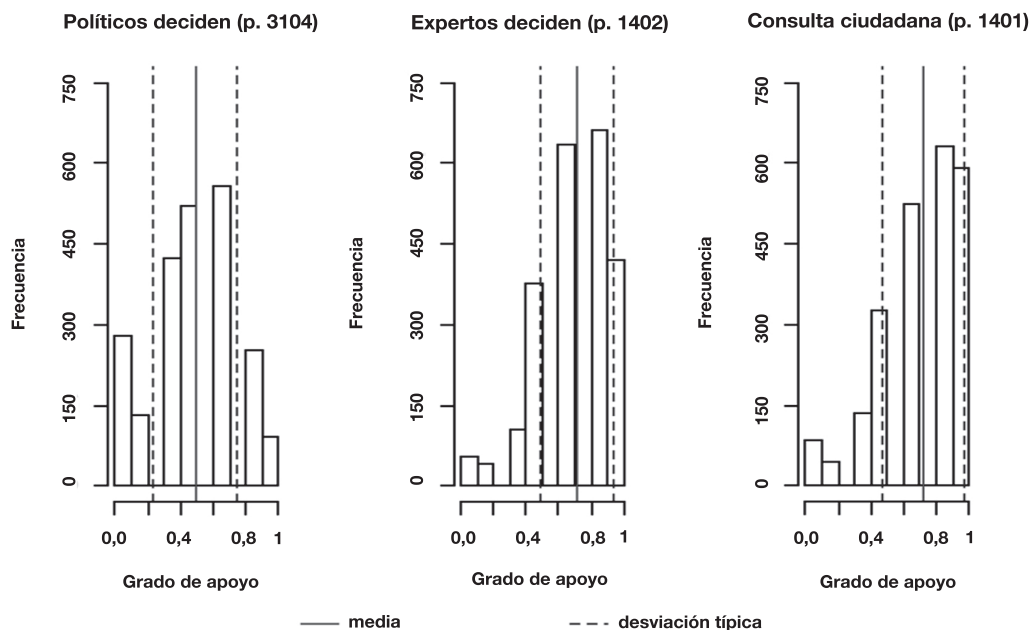 Políticos deciden (p. 3104)
Frecuencia
750
600
450
300
150
0
0,0 0,4 0,8 1
Grado de apoyo
Expertos deciden (p. 1402)
Frecuencia
750
600
450
300
150
0
0,0 0,4 0,8 1
Grado de apoyo
Consulta ciudadana (p. 1401)
Frecuencia
750
600
450
300
150
0
0,0 0,4 0,8 1
Grado de apoyo
media desviación típica